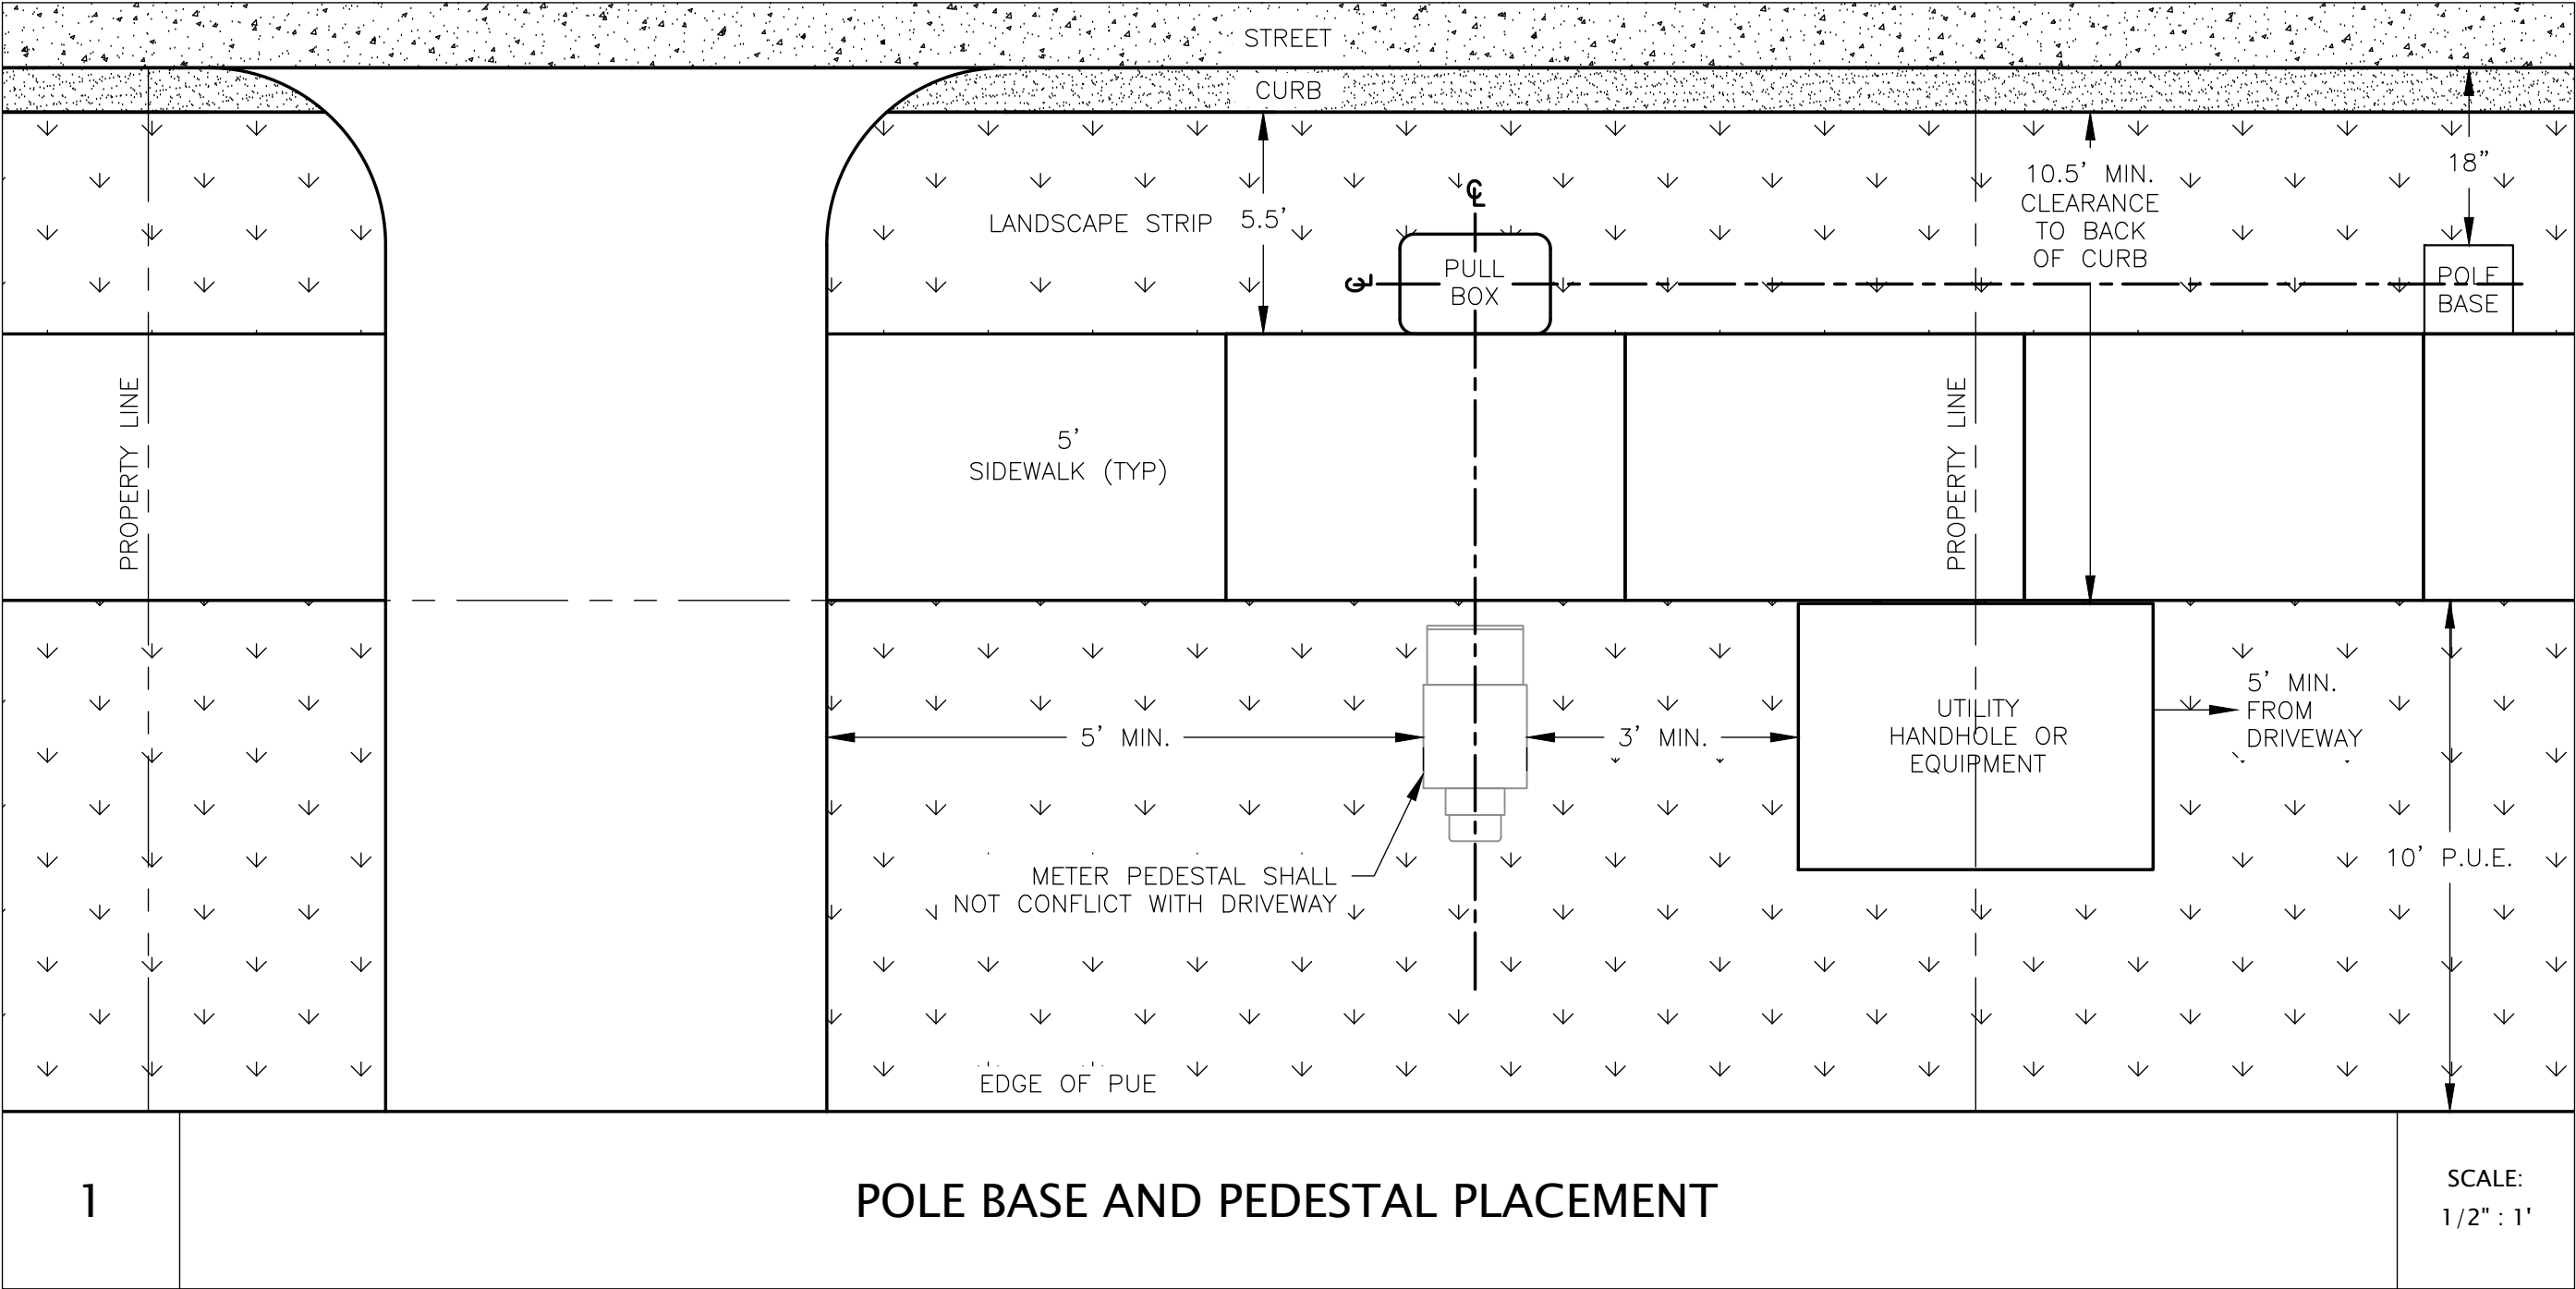 STREET
CURB
18”
10.5’ MIN.
CLEARANCE
TO BACK
OF CURB
LANDSCAPE STRIP 5.5’
℄
℄
PULL
BOX
POLE
BASE
PROPERTY LINE
5’
SIDEWALK (TYP)
PROPERTY LINE
5’ MIN.
3’ MIN.
UTILITY
HANDHOLE OR
EQUIPMENT
5’ MIN.
FROM
DRIVEWAY
10’ P.U.E.
METER PEDESTAL SHALL
NOT CONFLICT WITH DRIVEWAY
EDGE OF PUE
1
POLE BASE AND PEDESTAL PLACEMENT
SCALE:
1/2" : 1'